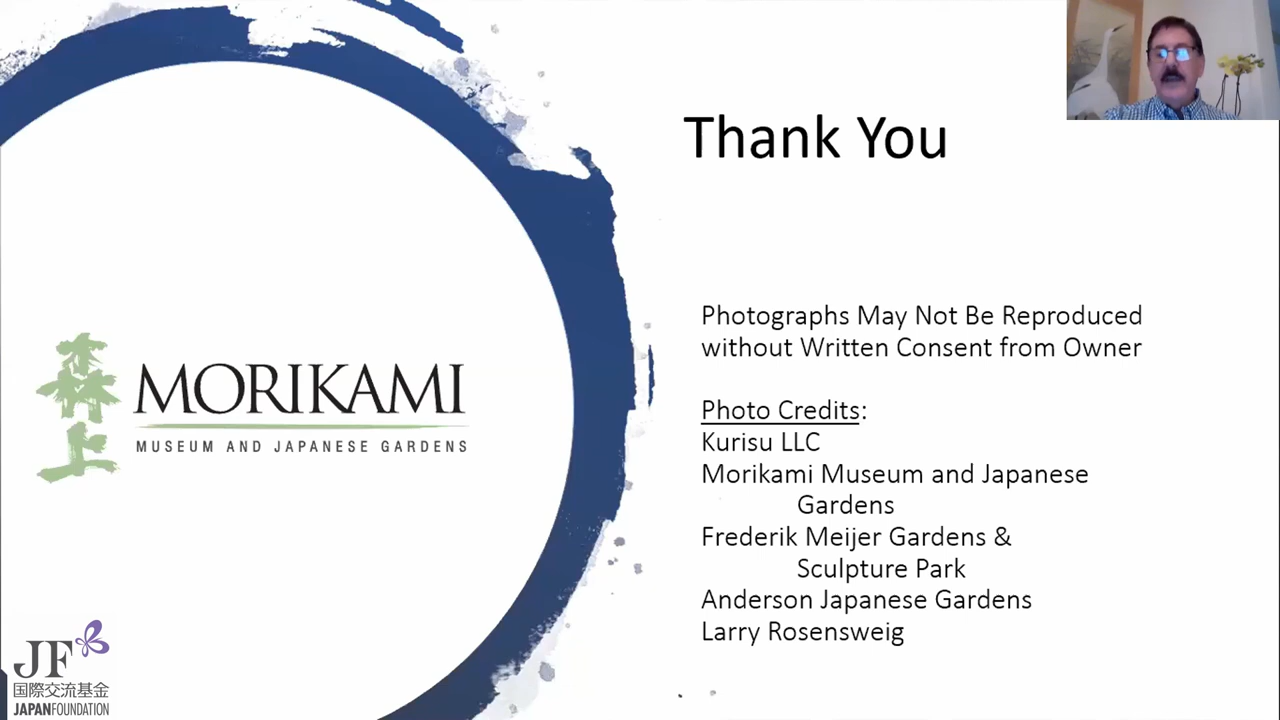 Thank You
Photographs May Not Be Reproduced
without Written Consent from Owner
Photo Credits:
Kurisu LLC
Morikami Museum and Japanese
Gardens
Frederik Meijer Gardens &
Sculpture Park
Anderson Japanese Gardens
Larry Rosensweig
森
上
MORIKAMI
MUSEUM AND JAPANESE GARDENS
JF
国際交流基金
JAPANFOUNDATION